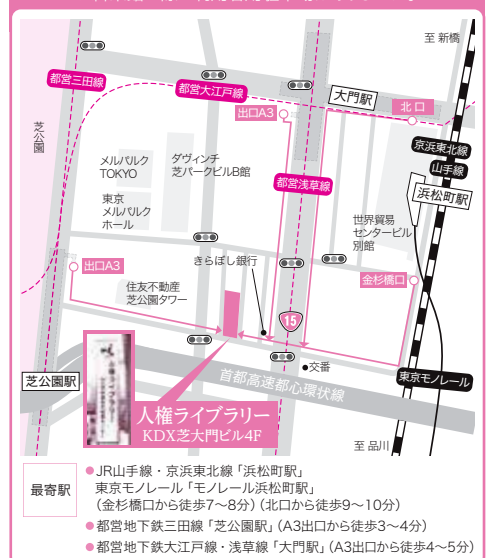 至 新橋
都営三田線
都営大江戸線
大門駅
北口
出口A3
芝公園
京浜東北線
山手線
浜松町駅
メルパルク
TOKYO
ダヴィンチ
芝パークビルB館
都営浅草線
東京
メルパルク
ホール
世界貿易
センタービル
別館
きらぼし銀行
出口A3
金杉橋口
住友不動産
芝公園タワー
15
交番
首都高速都心環状線
東京モノレール
芝公園駅
人権ライブラリー
人権ライブラリー
KDX芝大門ビル4F
至 品川
最寄駅
●JR山手線・京浜東北線「浜松町駅」
東京モノレール「モノレール浜松町駅」
(金杉橋口から徒歩7〜8分)(北口から徒歩9〜10分)
●都営地下鉄三田線「芝公園駅」(A3出口から徒歩3〜4分)
●都営地下鉄大江戸線・浅草線「大門駅」(A3出口から徒歩4〜5分)